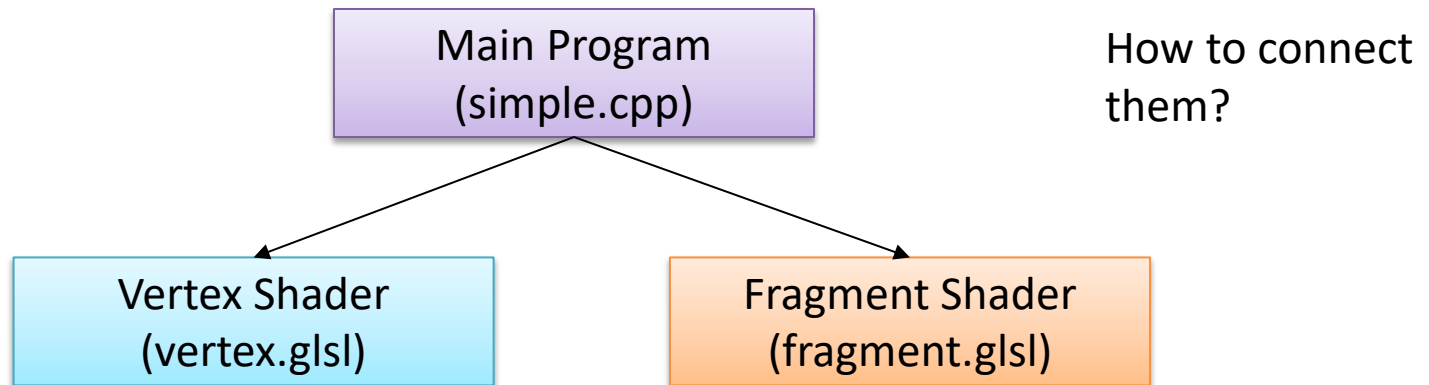 Main Program
(simple.cpp)
How to connect
them?
Vertex Shader
(vertex.glsl)
Fragment Shader
(fragment.glsl)